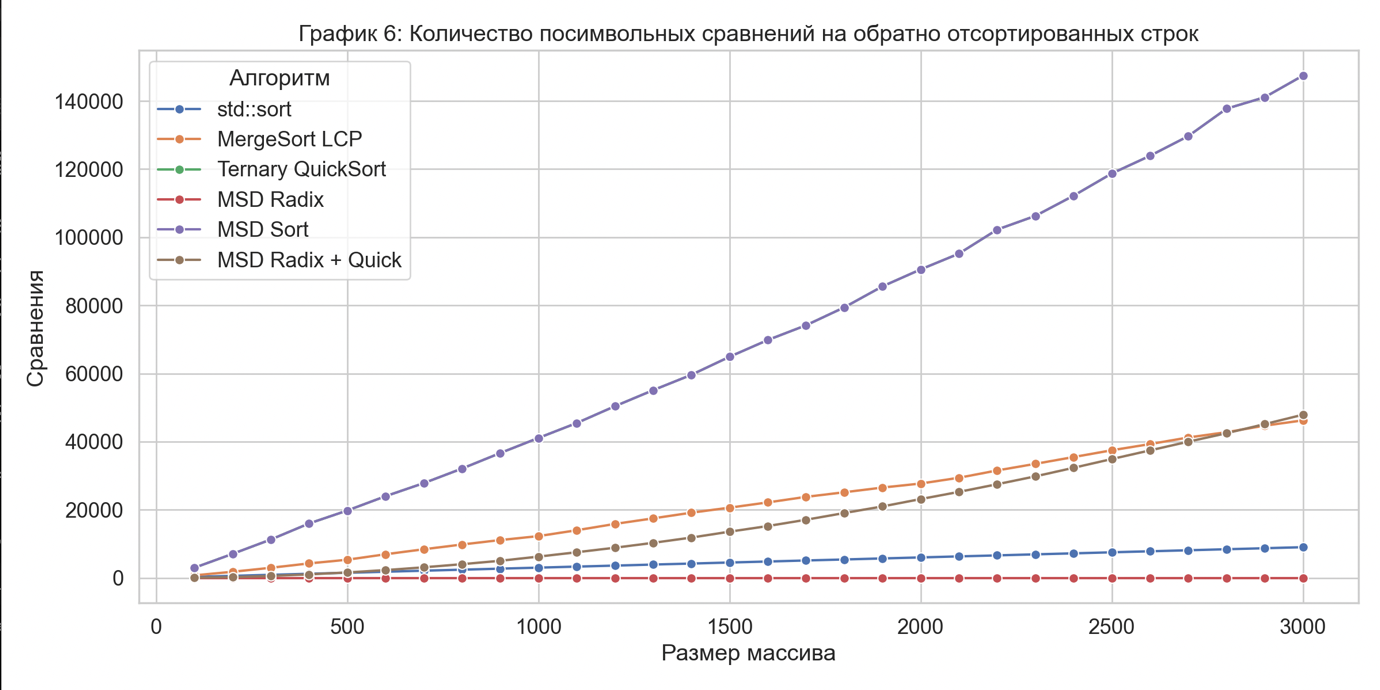 График 6: Количество посимвольных сравнений на обратно отсортированных строк
Алгоритм
std::sort
MergeSort LCP
Ternary QuickSort
MSD Radix
MSD Sort
MSD Radix + Quick
Сравнения
140000
120000
100000
80000
60000
40000
20000
0
0 500 1000 1500 2000 2500 3000
Размер массива